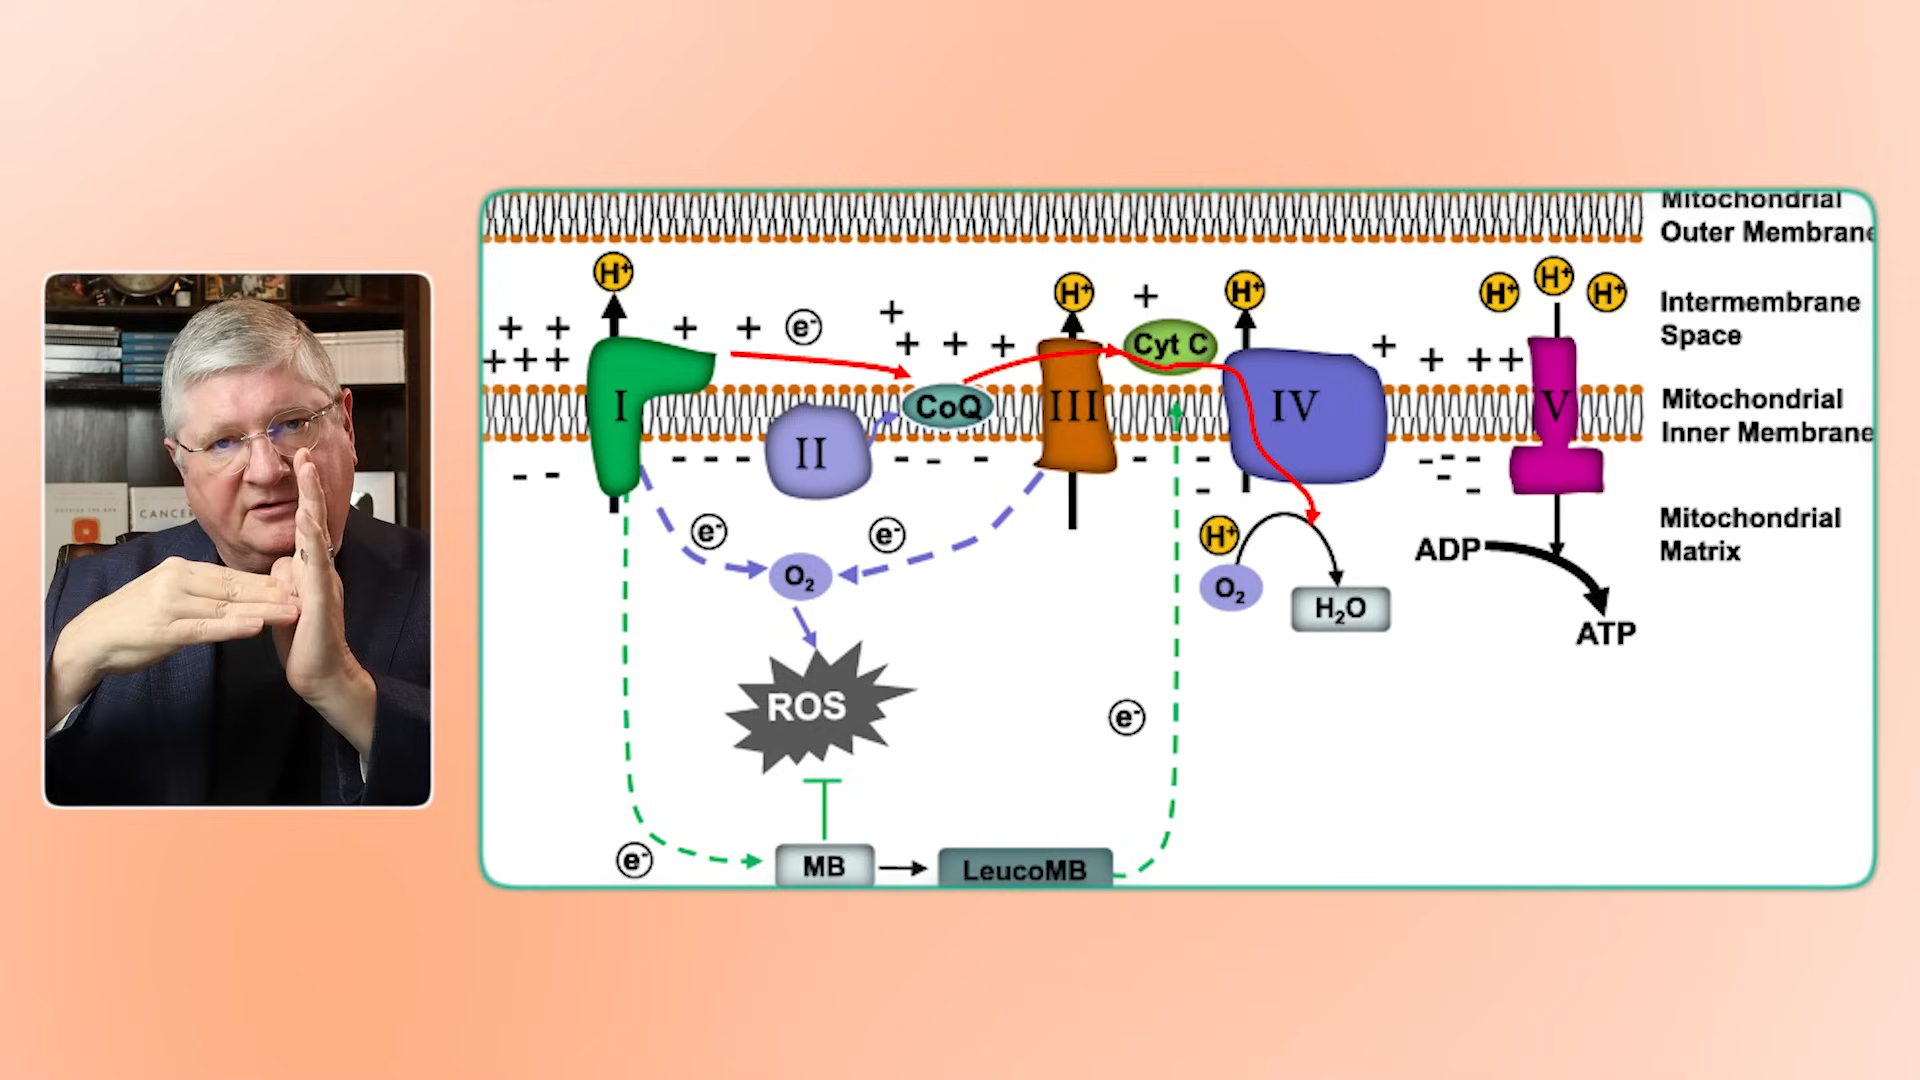 Mitochondrial
Outer Membrane
H⁺
H⁺
H⁺
H⁺
H⁺
H⁺
Intermembrane
Space
+ +
+++
+ +
e⁻
+
+ + +
+
Cyt C
+ + ++
I
II
CoQ
III
IV
V
Mitochondrial
Inner Membrane
- -
- - -
- - -
-
-
-
- - -
-
-
CANCER
e⁻
e⁻
H⁺
ADP
Mitochondrial
Matrix
O₂
O₂
H₂O
ATP
ROS
e⁻
e⁻
MB
LeucoMB